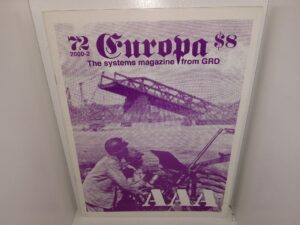 72 Europa $8
2000-2
The systems magazine from GRD
AAA